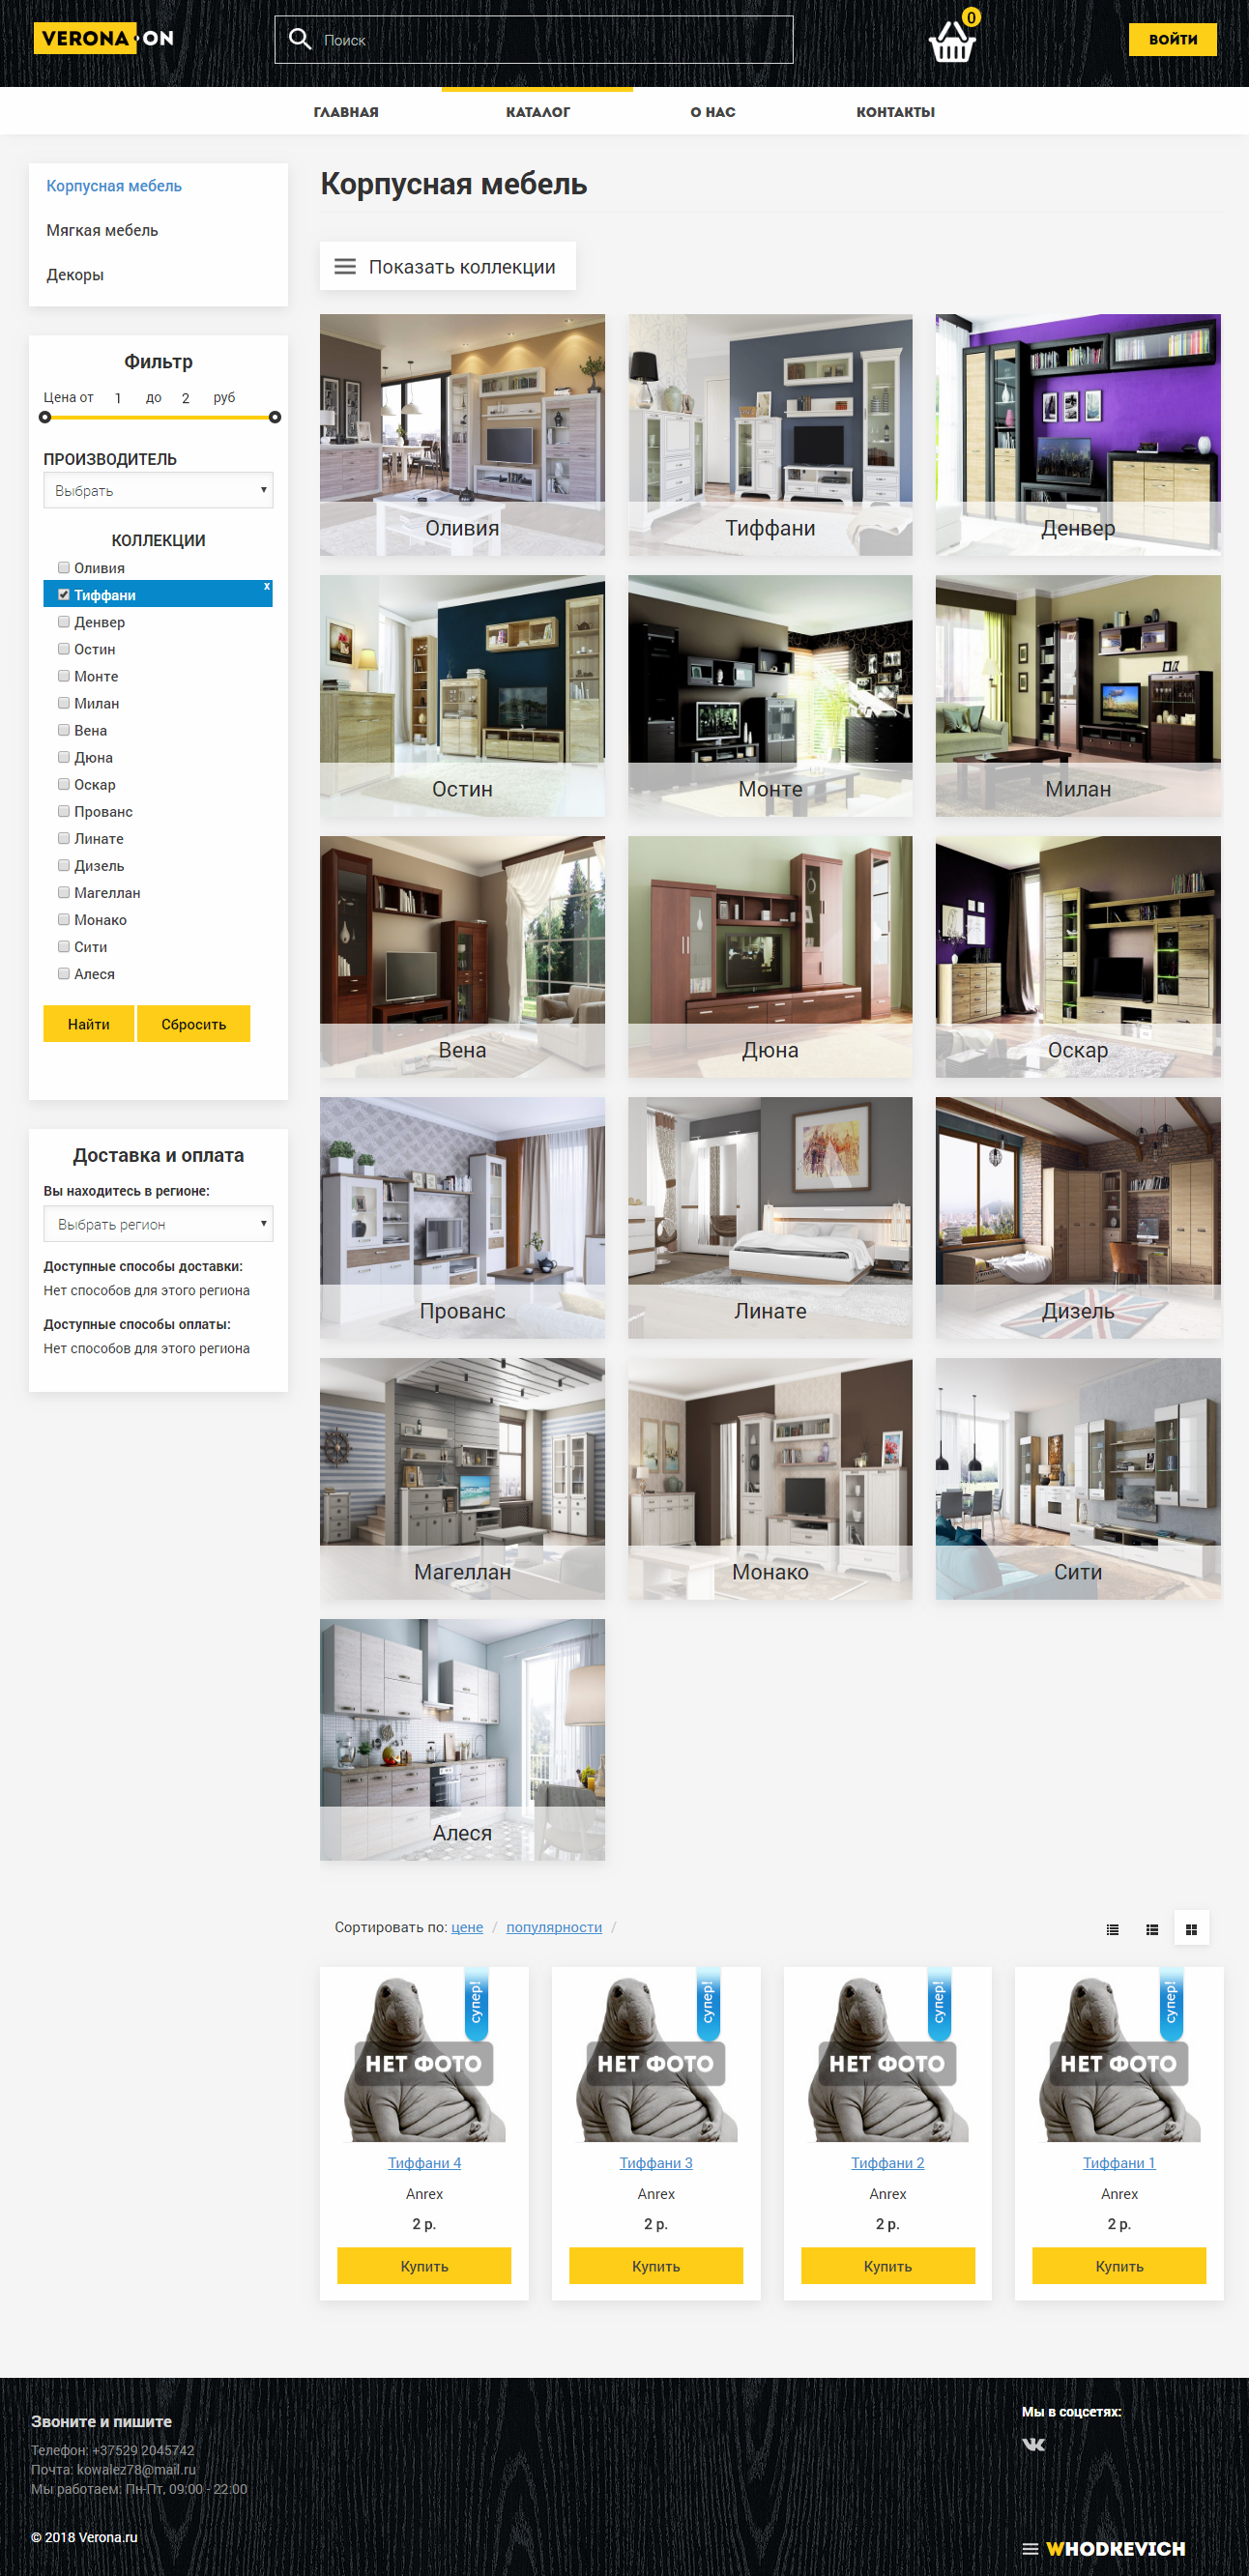 VERONA ON
Поиск
0
ВОЙТИ
ГЛАВНАЯ
КАТАЛОГ
О НАС
КОНТАКТЫ
Корпусная мебель
Мягкая мебель
Декоры
Фильтр
Цена от 1 до 2 руб
ПРОИЗВОДИТЕЛЬ
Выбрать
КОЛЛЕКЦИИ
Оливия
Тиффани x
Денвер
Остин
Монте
Милан
Вена
Дюна
Оскар
Прованс
Линате
Дизель
Магеллан
Монако
Сити
Алеся
Найти Сбросить
Доставка и оплата
Вы находитесь в регионе:
Выбрать регион
Доступные способы доставки:
Нет способов для этого региона
Доступные способы оплаты:
Нет способов для этого региона
Корпусная мебель
Показать коллекции
Оливия
Тиффани
Денвер
Остин
Монте
Милан
Вена
Дюна
Оскар
Прованс
Линате
Дизель
Магеллан
Монако
Сити
Алеся
Сортировать по: цене / популярности /
супер!
НЕТ ФОТО
Тиффани 4
Anrex
2 р.
Купить
супер!
НЕТ ФОТО
Тиффани 3
Anrex
2 р.
Купить
супер!
НЕТ ФОТО
Тиффани 2
Anrex
2 р.
Купить
супер!
НЕТ ФОТО
Тиффани 1
Anrex
2 р.
Купить
Звоните и пишите
Телефон: +37529 2045742
Почта: kowalez78@mail.ru
Мы работаем: Пн-Пт, 09:00 - 22:00
© 2018 Verona.ru
Мы в соцсетях:
WHODKEVICH